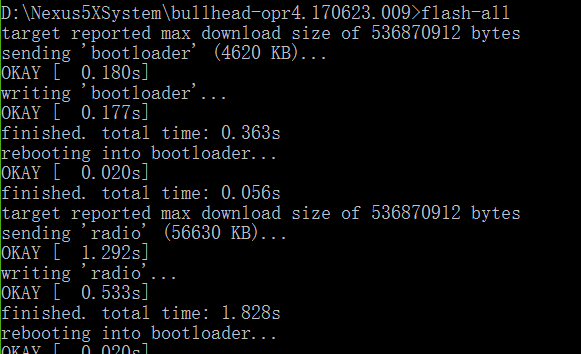 D:\Nexus5XSystem\bullhead-opr4.170623.009>flash-all
target reported max download size of 536870912 bytes
sending 'bootloader' (4620 KB)...
OKAY [  0.180s]
writing 'bootloader'...
OKAY [  0.177s]
finished. total time: 0.363s
rebooting into bootloader...
OKAY [  0.020s]
finished. total time: 0.056s
target reported max download size of 536870912 bytes
sending 'radio' (56630 KB)...
OKAY [  1.292s]
writing 'radio'...
OKAY [  0.533s]
finished. total time: 1.828s
rebooting into bootloader...
OKAY [  0.020s]